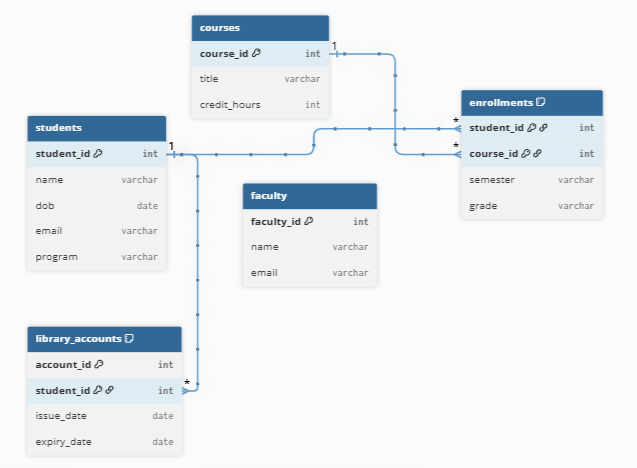 courses
course_id int
title varchar
credit_hours int
1
enrollments
student_id int
course_id int
semester varchar
grade varchar
*
*
students
student_id int
name varchar
dob date
email varchar
program varchar
1
faculty
faculty_id int
name varchar
email varchar
library_accounts
account_id int
student_id int
issue_date date
expiry_date date
*